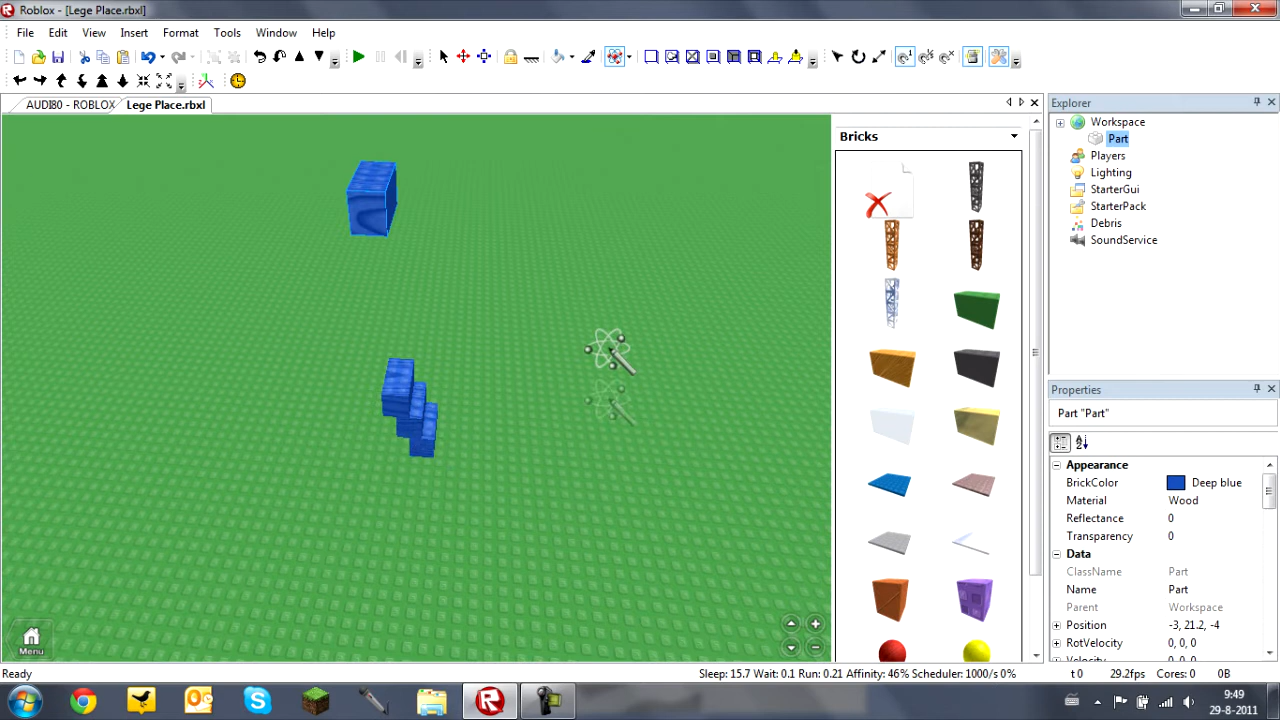 Roblox - [Lege Place.rbxl]
File Edit View Insert Format Tools Window Help
AUDI80 - ROBLOX Lege Place.rbxl
Bricks
Menu
Explorer
Workspace
Part
Players
Lighting
StarterGui
StarterPack
Debris
SoundService
Properties
Part "Part"
Appearance
BrickColor Deep blue
Material Wood
Reflectance 0
Transparency 0
Data
ClassName Part
Name Part
Parent Workspace
Position -3, 21.2, -4
RotVelocity 0, 0, 0
Ready Sleep: 15.7 Wait: 0.1 Run: 0.21 Affinity: 46% Scheduler: 1000/s 0% t 0 29.2fps Cores: 0 0B
9:49
29-8-2011